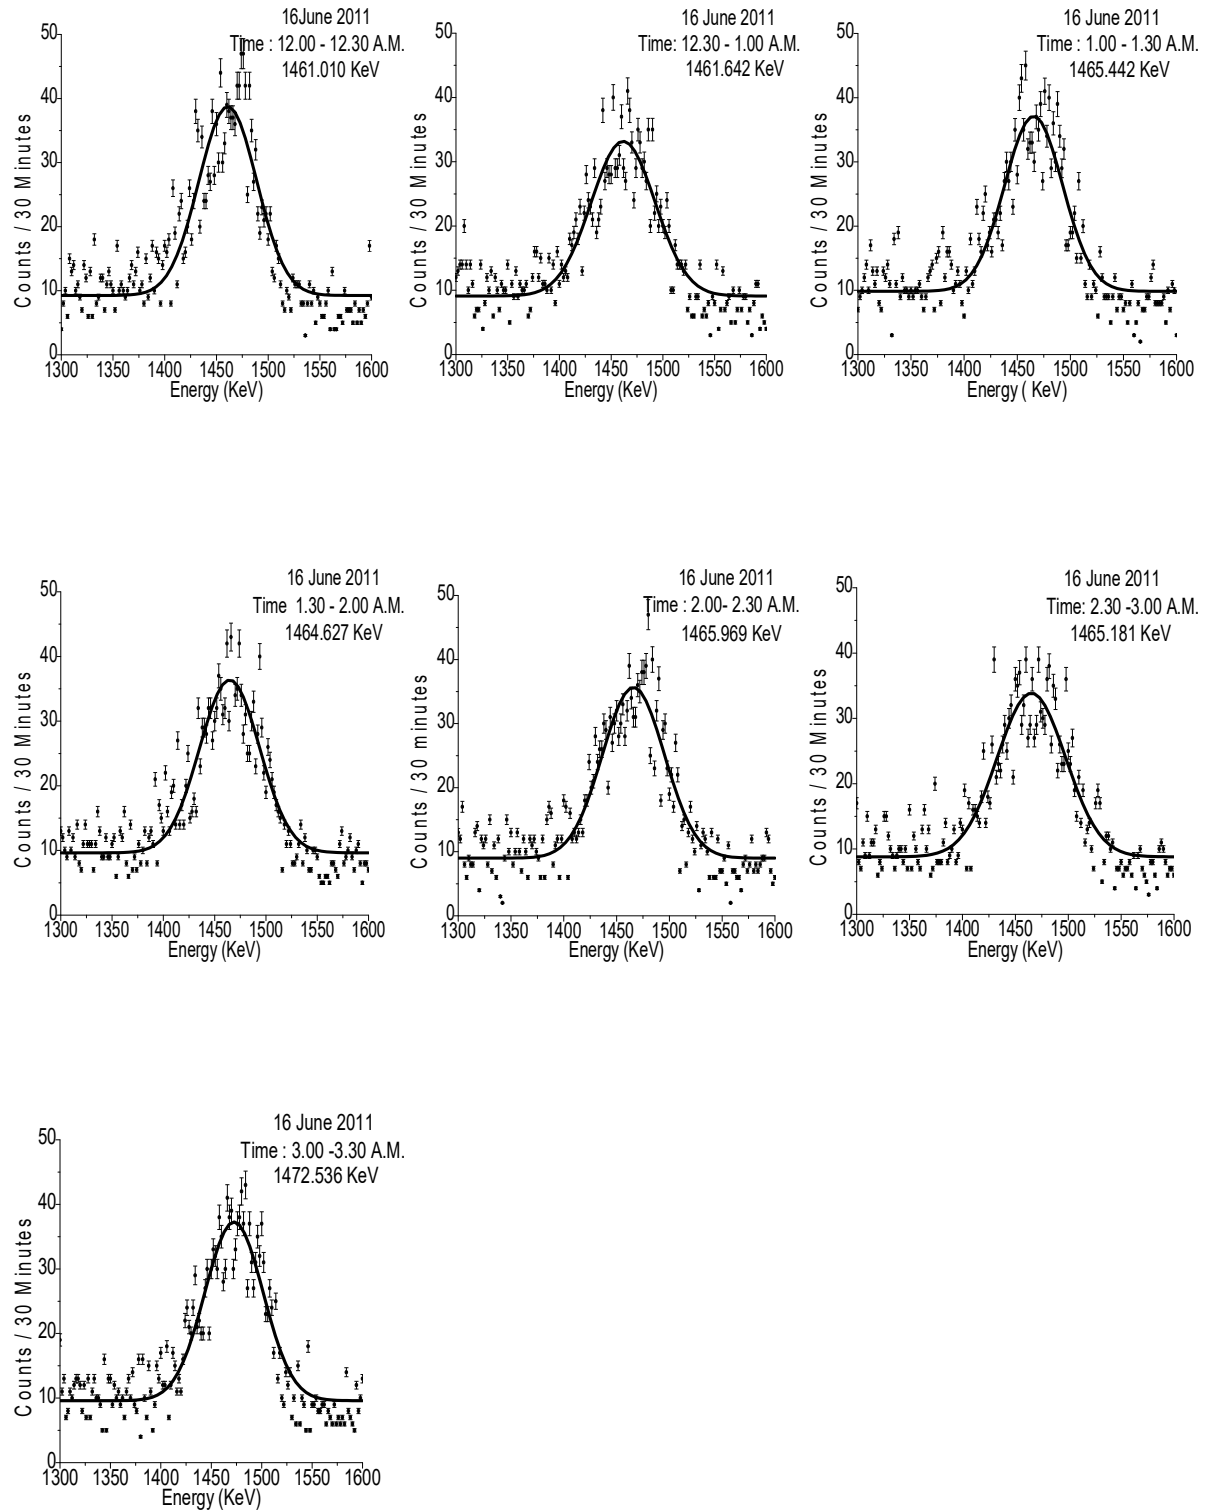 16June 2011
Time : 12.00 - 12.30 A.M.
1461.010 KeV
Counts / 30 Minutes
50
40
30
20
10
0
1300 1350 1400 1450 1500 1550 1600
Energy (KeV)
16 June 2011
Time: 12.30 - 1.00 A.M.
1461.642 KeV
Counts / 30 Minutes
50
40
30
20
10
0
1300 1350 1400 1450 1500 1550 1600
Energy (KeV)
16 June 2011
Time : 1.00 - 1.30 A.M.
1465.442 KeV
Counts / 30 Minutes
50
40
30
20
10
0
1300 1350 1400 1450 1500 1550 1600
Energy ( KeV)
16 June 2011
Time 1.30 - 2.00 A.M.
1464.627 KeV
Counts / 30 Minutes
50
40
30
20
10
0
1300 1350 1400 1450 1500 1550 1600
Energy (KeV)
16 June 2011
Time : 2.00- 2.30 A.M.
1465.969 KeV
Counts / 30 minutes
50
40
30
20
10
0
1300 1350 1400 1450 1500 1550 1600
Energy (KeV)
16 June 2011
Time: 2.30 -3.00 A.M.
1465.181 KeV
Counts / 30 Minutes
50
40
30
20
10
0
1300 1350 1400 1450 1500 1550 1600
Energy (KeV)
16 June 2011
Time : 3.00 -3.30 A.M.
1472.536 KeV
Counts / 30 Minutes
50
40
30
20
10
0
1300 1350 1400 1450 1500 1550 1600
Energy (KeV)